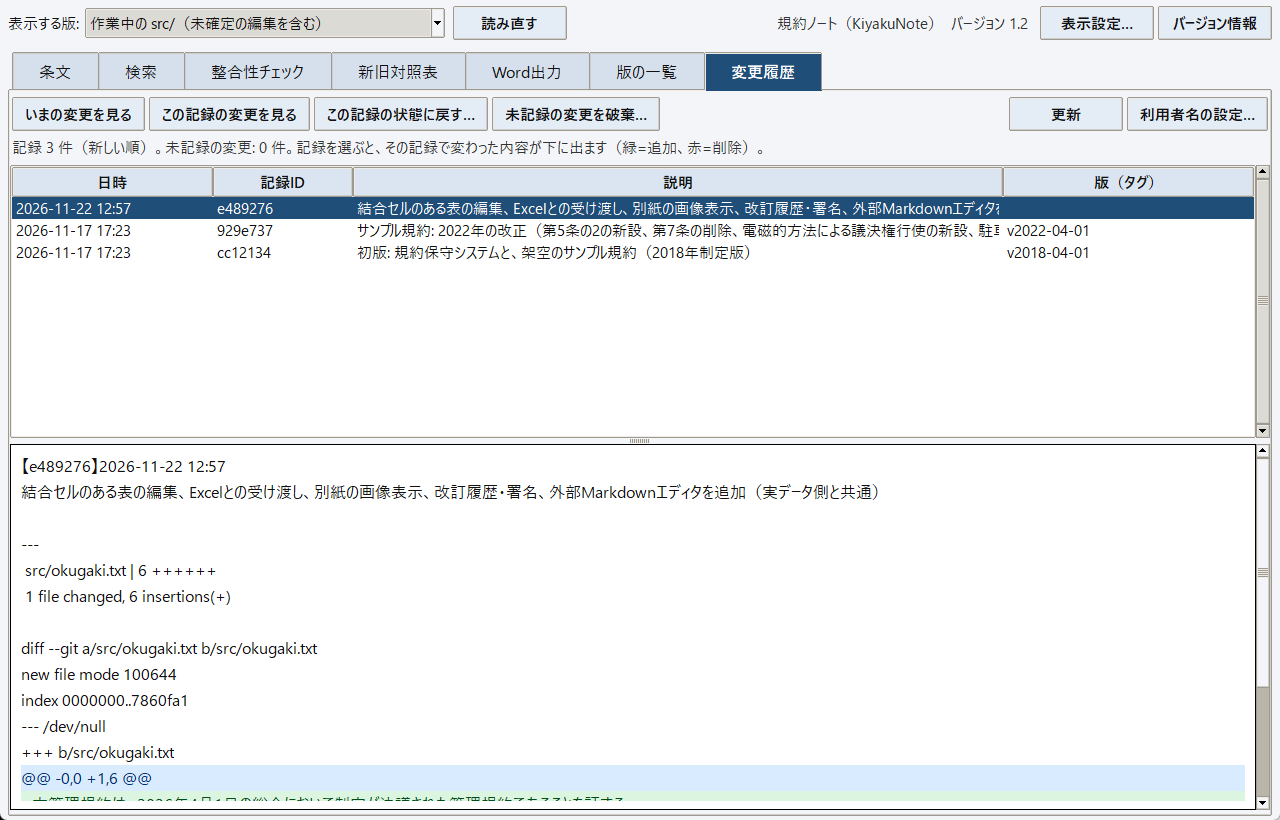 表示する版: 作業中の src/（未確定の編集を含む） 読み直す 規約ノート（KiyakuNote） バージョン 1.2 表示設定... バージョン情報
条文 検索 整合性チェック 新旧対照表 Word出力 版の一覧 変更履歴
いまの変更を見る この記録の変更を見る この記録の状態に戻す... 未記録の変更を破棄... 更新 利用者名の設定...
記録 3 件（新しい順）。未記録の変更: 0 件。記録を選ぶと、その記録で変わった内容が下に出ます（緑=追加、赤=削除）。
日時 記録ID 説明 版（タグ）
2026-11-22 12:57 e489276 結合セルのある表の編集、Excelとの受け渡し、別紙の画像表示、改訂履歴・署名、外部Markdownエディタを
2026-11-17 17:23 929e737 サンプル規約: 2022年の改正（第5条の2の新設、第7条の削除、電磁的方法による議決権行使の新設、駐車 v2022-04-01
2026-11-17 17:23 cc12134 初版: 規約保守システムと、架空のサンプル規約（2018年制定版） v2018-04-01
【e489276】2026-11-22 12:57
結合セルのある表の編集、Excelとの受け渡し、別紙の画像表示、改訂履歴・署名、外部Markdownエディタを追加（実データ側と共通）
---
src/okugaki.txt | 6 ++++++
1 file changed, 6 insertions(+)
diff --git a/src/okugaki.txt b/src/okugaki.txt
new file mode 100644
index 0000000..7860fa1
--- /dev/null
+++ b/src/okugaki.txt
@@ -0,0 +1,6 @@